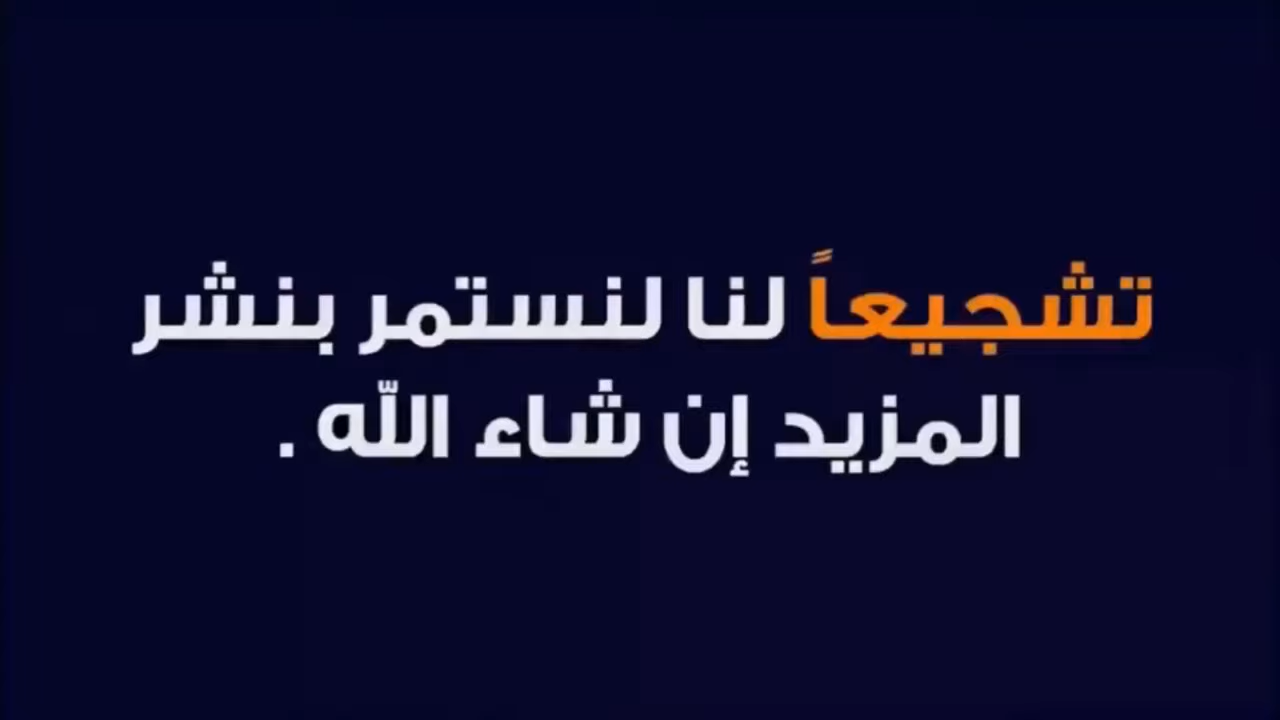 تشجيعاً لنا لنستمر بنشر
المزيد إن شاء اللّه .